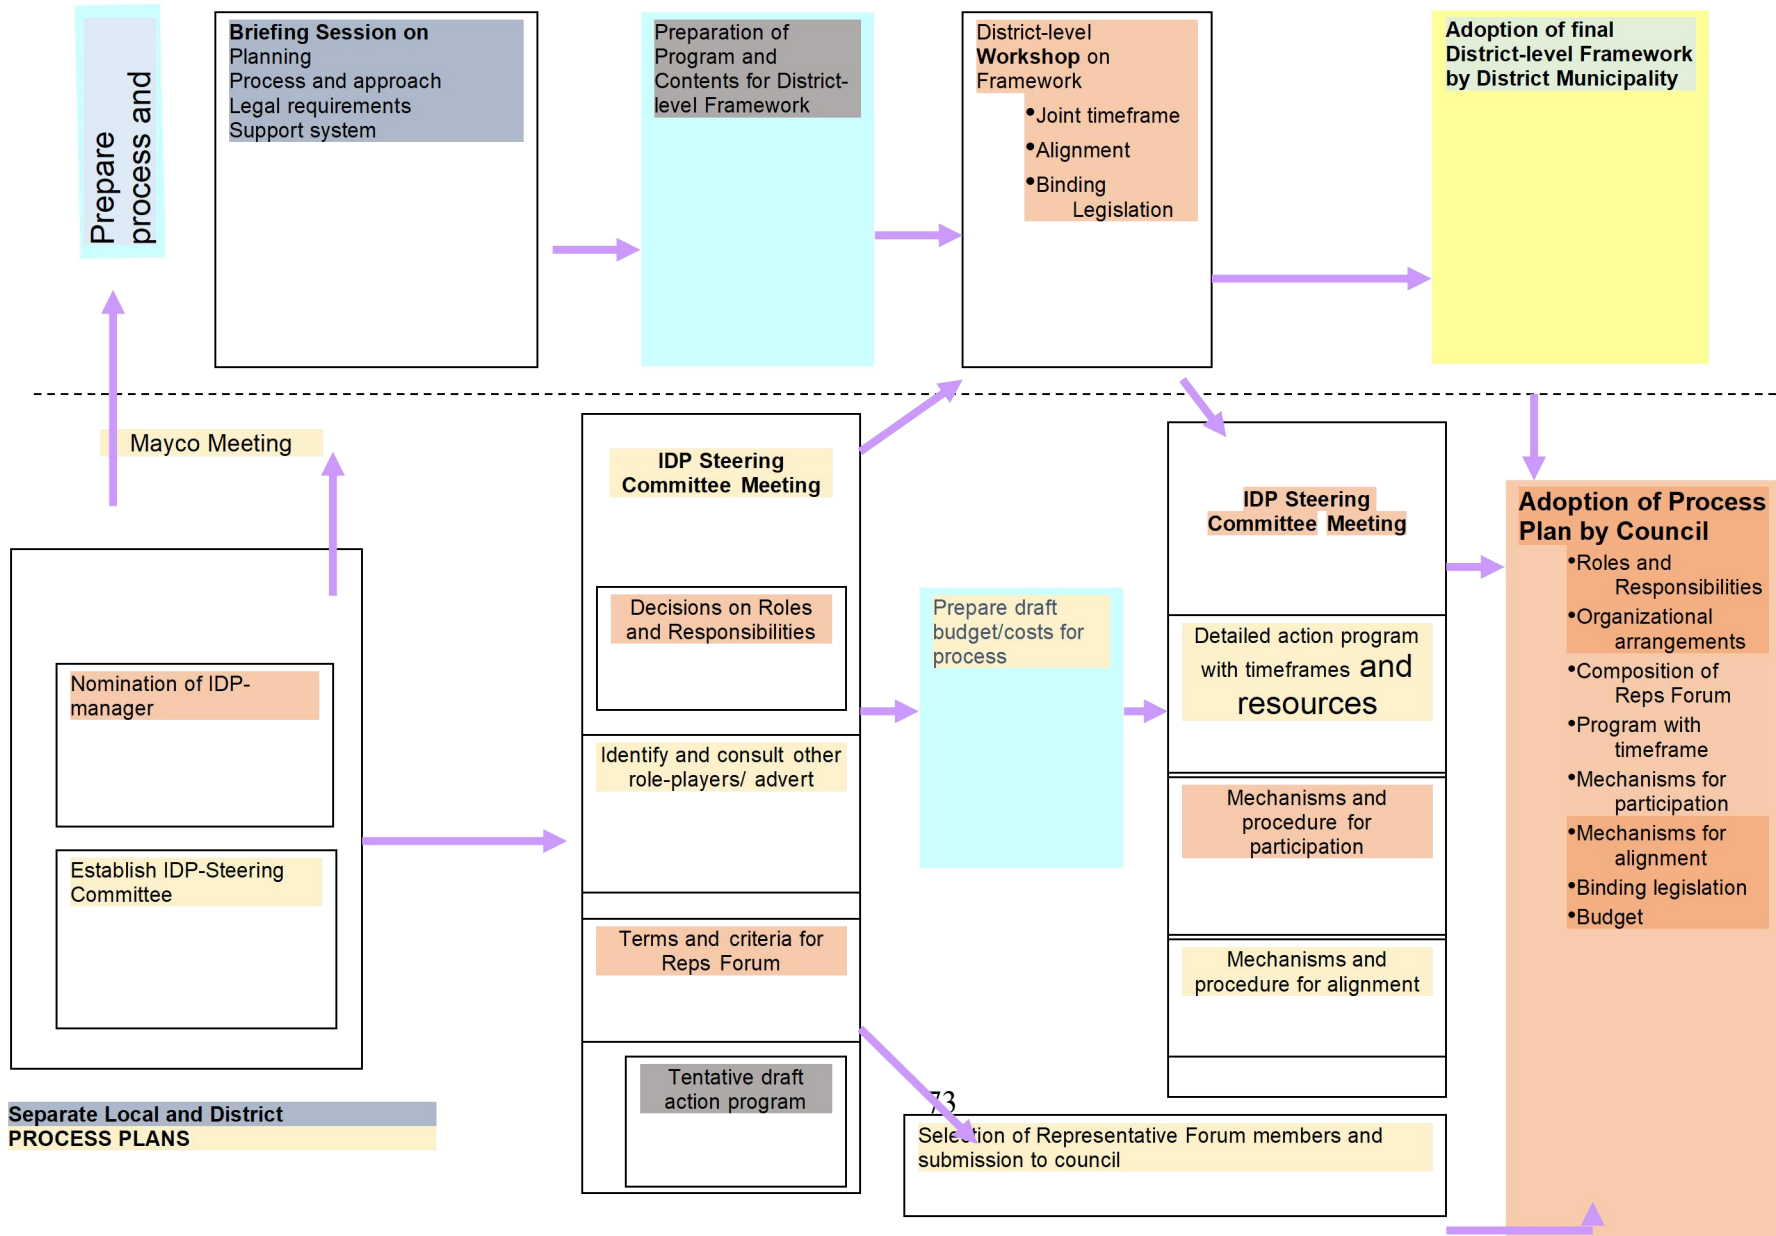 Prepare
process and
Briefing Session on
Planning
Process and approach
Legal requirements
Support system
Preparation of
Program and
Contents for District-
level Framework
District-level
Workshop on
Framework
•Joint timeframe
•Alignment
•Binding
Legislation
Adoption of final
District-level Framework
by District Municipality
Mayco Meeting
Nomination of IDP-
manager
Establish IDP-Steering
Committee
IDP Steering
Committee Meeting
Decisions on Roles
and Responsibilities
Identify and consult other
role-players/ advert
Terms and criteria for
Reps Forum
Tentative draft
action program
Prepare draft
budget/costs for
process
IDP Steering
Committee Meeting
Detailed action program
with timeframes and
resources
Mechanisms and
procedure for
participation
Mechanisms and
procedure for alignment
Adoption of Process
Plan by Council
•Roles and
Responsibilities
•Organizational
arrangements
•Composition of
Reps Forum
•Program with
timeframe
•Mechanisms for
participation
•Mechanisms for
alignment
•Binding legislation
•Budget
73
Selection of Representative Forum members and
submission to council
Separate Local and District
PROCESS PLANS